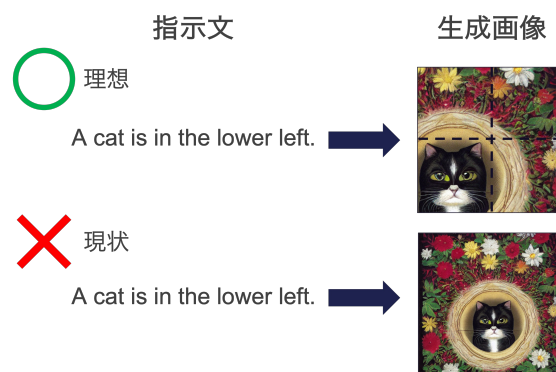 指示文
生成画像
理想
A cat is in the lower left.
現状
A cat is in the lower left.